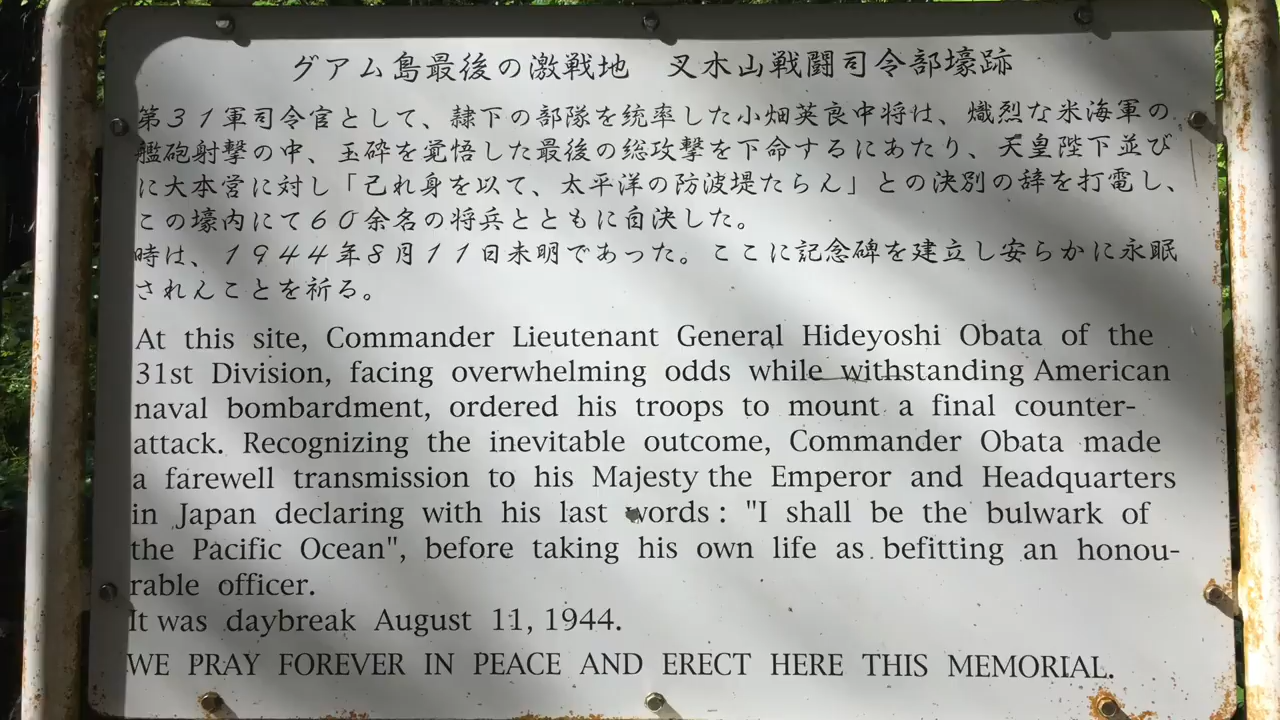 グアム島最後の激戦地　叉木山戦闘司令部壕跡
第３１軍司令官として、隷下の部隊を統率した小畑英良中将は、熾烈な米海軍の
艦砲射撃の中、玉砕を覚悟した最後の総攻撃を下命するにあたり、天皇陛下並び
に大本営に対し「己れ身を以て、太平洋の防波堤たらん」との決別の辞を打電し、
この壕内にて６０余名の将兵とともに自決した。
時は、１９４４年８月１１日未明であった。ここに記念碑を建立し安らかに永眠
されんことを祈る。
At this site, Commander Lieutenant General Hideyoshi Obata of the
31st Division, facing overwhelming odds while withstanding American
naval bombardment, ordered his troops to mount a final counter-
attack. Recognizing the inevitable outcome, Commander Obata made
a farewell transmission to his Majesty the Emperor and Headquarters
in Japan declaring with his last words: "I shall be the bulwark of
the Pacific Ocean", before taking his own life as befitting an honou-
rable officer.
It was daybreak August 11, 1944.
WE PRAY FOREVER IN PEACE AND ERECT HERE THIS MEMORIAL.